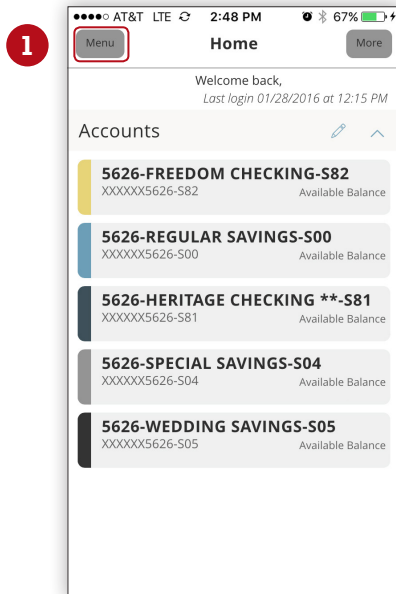 1
●●●●○ AT&T LTE 2:48 PM 67%
Menu Home More
Welcome back,
Last login 01/28/2016 at 12:15 PM
Accounts
5626-FREEDOM CHECKING-S82
XXXXXX5626-S82 Available Balance
5626-REGULAR SAVINGS-S00
XXXXXX5626-S00 Available Balance
5626-HERITAGE CHECKING **-S81
XXXXXX5626-S81 Available Balance
5626-SPECIAL SAVINGS-S04
XXXXXX5626-S04 Available Balance
5626-WEDDING SAVINGS-S05
XXXXXX5626-S05 Available Balance